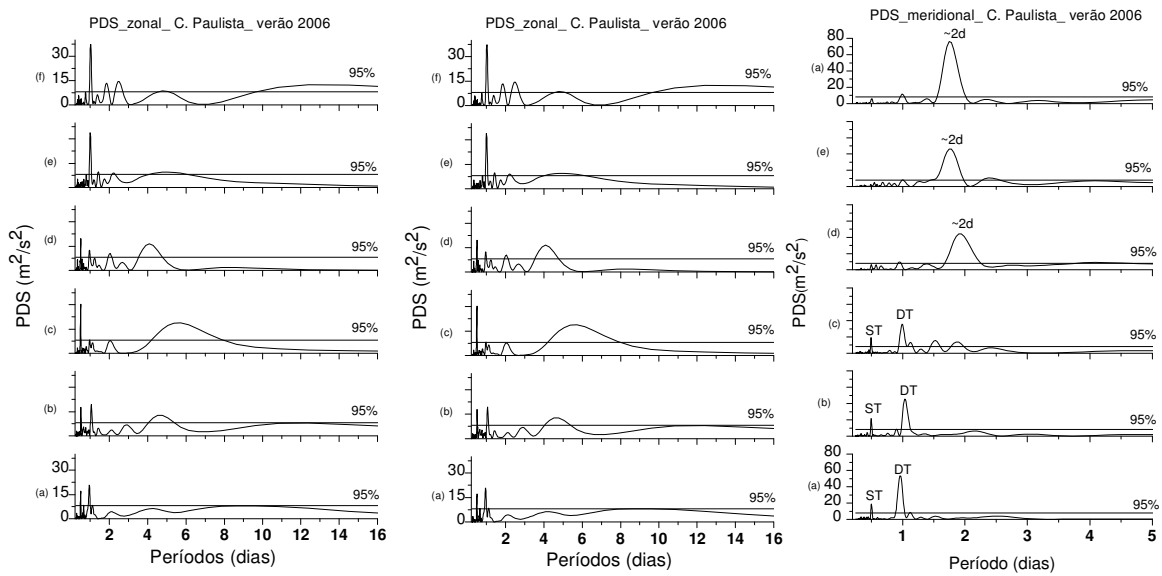 PDS_zonal_ C. Paulista_ verão 2006
(f)
30
15
0
95%
(e)
95%
(d)
95%
(c)
95%
(b)
95%
(a)
30
15
0
95%
PDS (m²/s²)
2 4 6 8 10 12 14 16
Períodos (dias)
PDS_zonal_ C. Paulista_ verão 2006
(f)
30
15
0
95%
(e)
95%
(d)
95%
(c)
95%
(b)
95%
(a)
30
15
0
95%
PDS (m²/s²)
2 4 6 8 10 12 14 16
Períodos (dias)
PDS_meridional_ C. Paulista_ verão 2006
(a)
80
60
40
20
0
~2d
95%
(e)
~2d
95%
(d)
~2d
95%
(c)
ST DT
95%
(b)
ST DT
95%
(a)
80
60
40
20
0
ST DT
95%
PDS(m²/s²)
1 2 3 4 5
Período (dias)